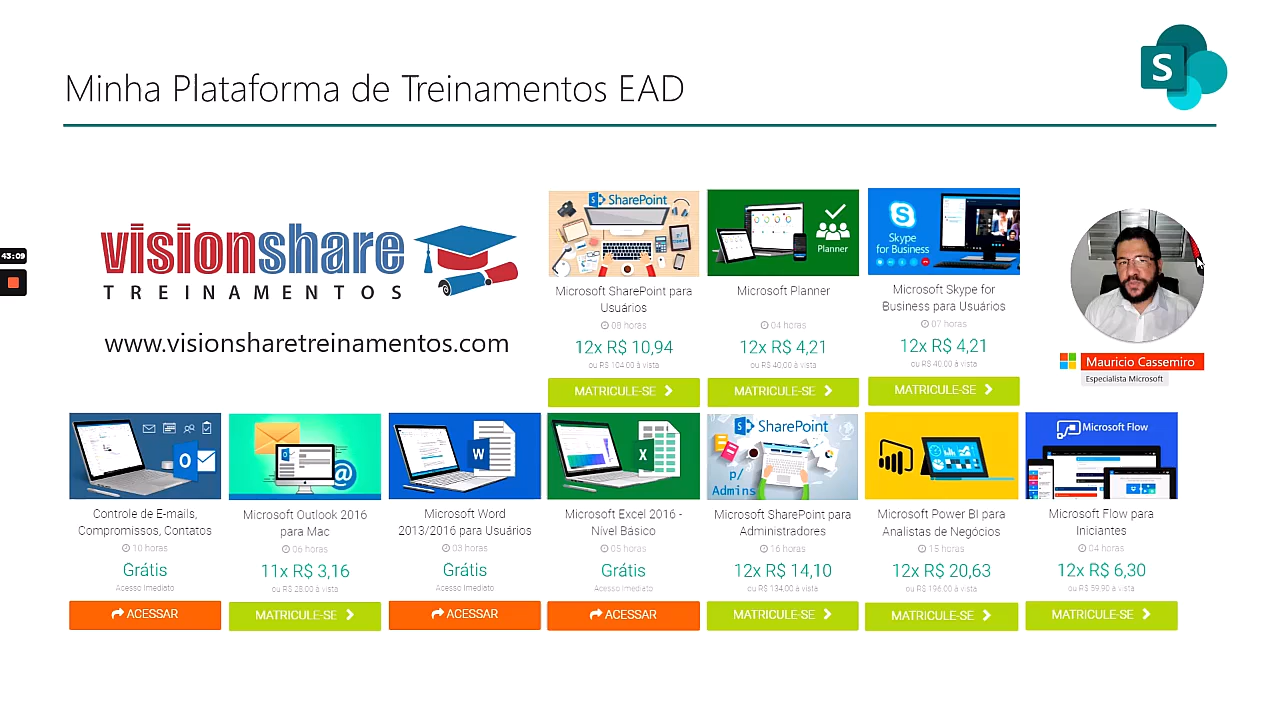 Minha Plataforma de Treinamentos EAD
S
43:09
visionshare
TREINAMENTOS
www.visionsharetreinamentos.com
SharePoint
Microsoft SharePoint para
Usuários
08 horas
12x R$ 10,94
ou R$ 104,00 à vista
MATRICULE-SE
Planner
Microsoft Planner
04 horas
12x R$ 4,21
ou R$ 40,00 à vista
MATRICULE-SE
Skype
for Business
Microsoft Skype for
Business para Usuários
07 horas
12x R$ 4,21
ou R$ 40,00 à vista
MATRICULE-SE
Mauricio Cassemiro
Especialista Microsoft
Controle de E-mails,
Compromissos, Contatos
10 horas
Grátis
Acesso Imediato
ACESSAR
Microsoft Outlook 2016
para Mac
06 horas
11x R$ 3,16
ou R$ 28,00 à vista
MATRICULE-SE
Microsoft Word
2013/2016 para Usuários
03 horas
Grátis
Acesso Imediato
ACESSAR
Microsoft Excel 2016 -
Nível Básico
05 horas
Grátis
Acesso Imediato
ACESSAR
SharePoint
p/
Admins
Microsoft SharePoint para
Administradores
16 horas
12x R$ 14,10
ou R$ 134,00 à vista
MATRICULE-SE
Microsoft Power BI para
Analistas de Negócios
15 horas
12x R$ 20,63
ou R$ 196,00 à vista
MATRICULE-SE
Microsoft Flow
Microsoft Flow para
Iniciantes
04 horas
12x R$ 6,30
ou R$ 59,90 à vista
MATRICULE-SE